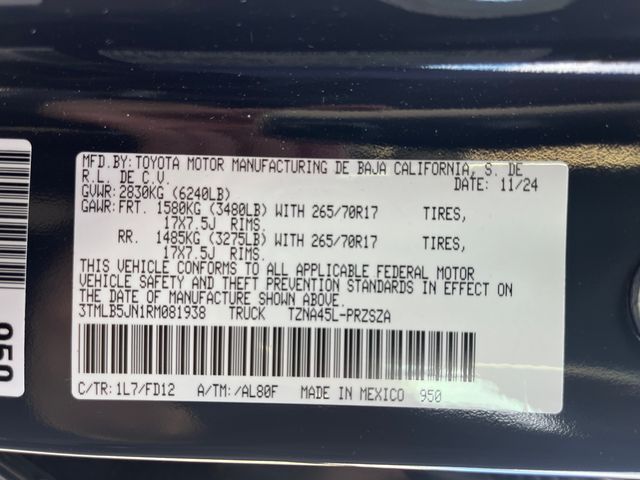 MFD.BY:TOYOTA MOTOR MANUFACTURING DE BAJA CALIFORNIA, S. DE
R.L. DE C.V.
DATE: 11/24
GVWR:2830KG (6240LB)
GAWR:FRT. 1580KG (3480LB) WITH 265/70R17 TIRES,
17X7.5J RIMS.
RR. 1485KG (3275LB) WITH 265/70R17 TIRES,
17X7.5J RIMS.
THIS VEHICLE CONFORMS TO ALL APPLICABLE FEDERAL MOTOR
VEHICLE SAFETY AND THEFT PREVENTION STANDARDS IN EFFECT ON
THE DATE OF MANUFACTURE SHOWN ABOVE.
3TMLB5JN1RM081938 TRUCK TZNA45L-PRZSZA
C/TR: 1L7/FD12 A/TM: /AL80F MADE IN MEXICO 950
950